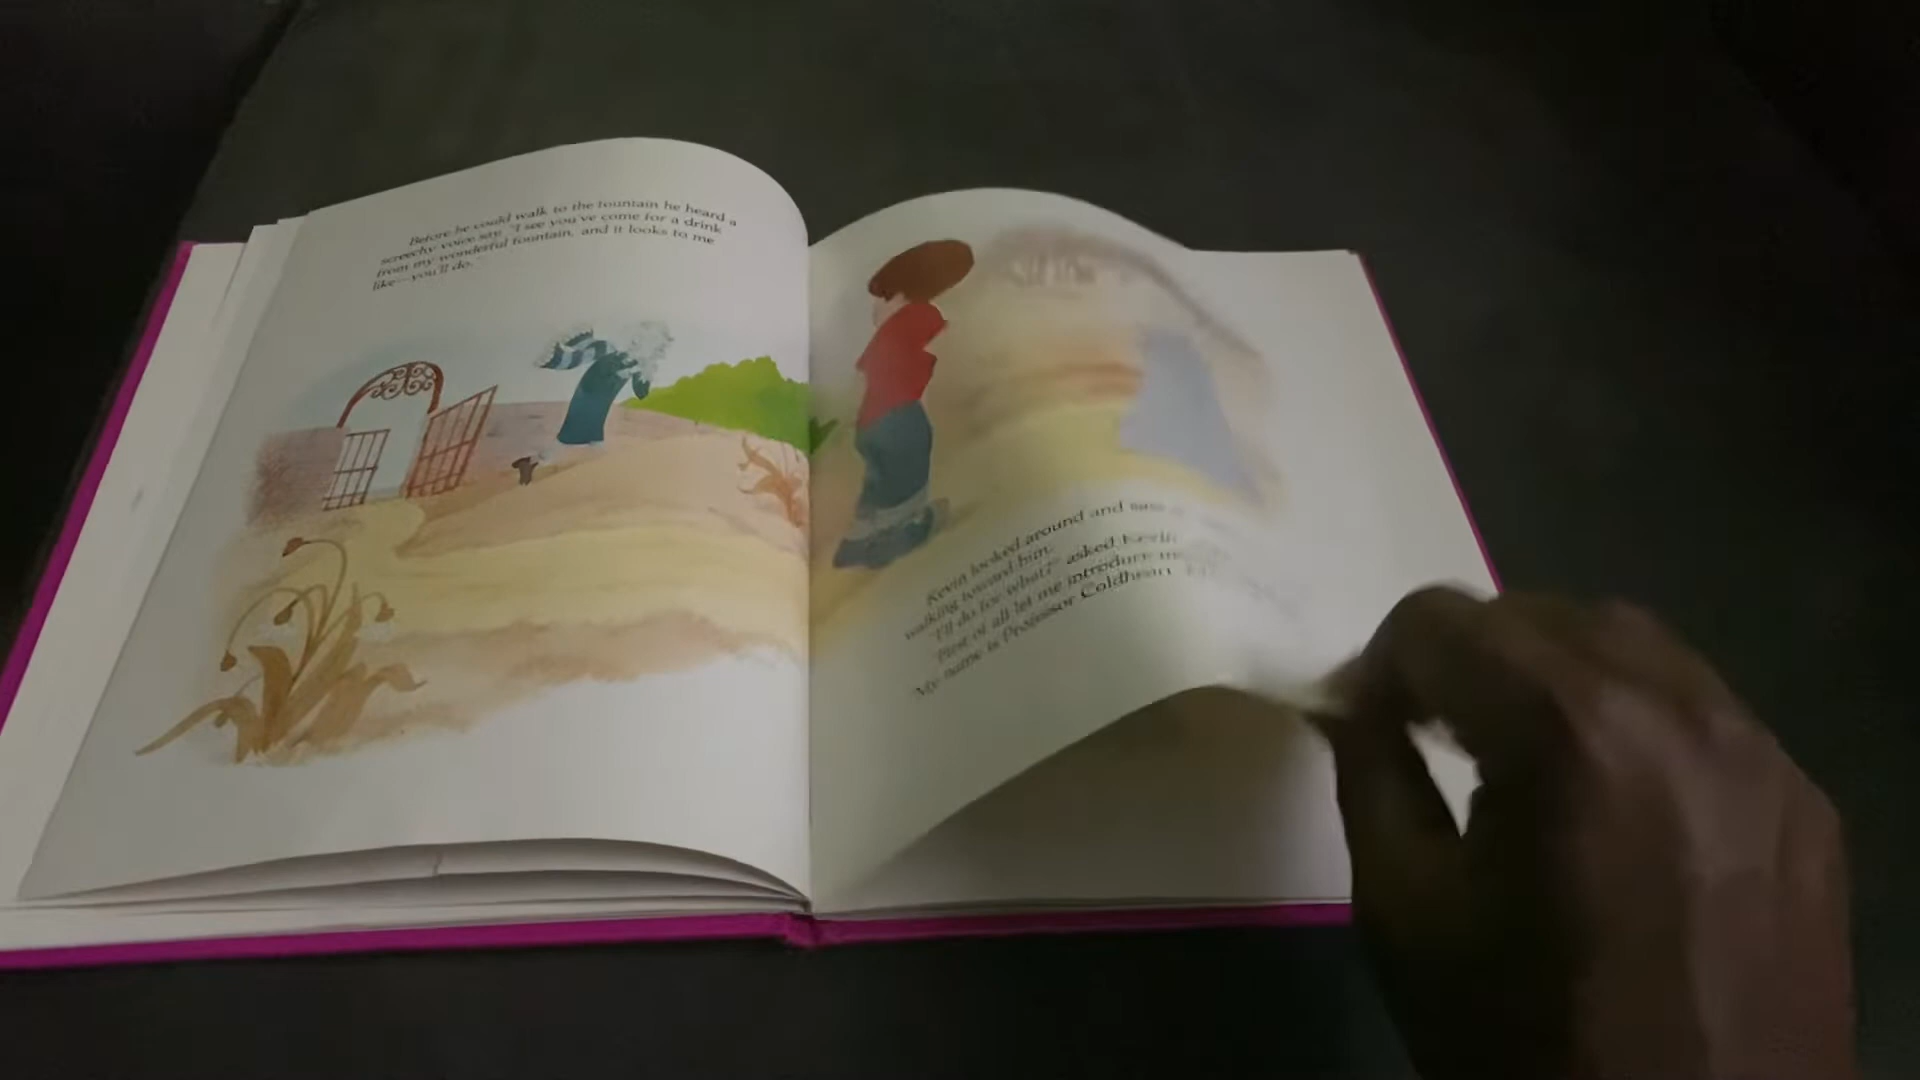 Before he could walk to the fountain he heard a
screechy voice say, "I see you've come for a drink
from my wonderful fountain, and it looks to me
like—you'll do."
Kevin looked around and saw
walking toward him.
"I'll do for what?" asked Kevin.
"First of all let me introduce
"My name is Professor Coldheart.